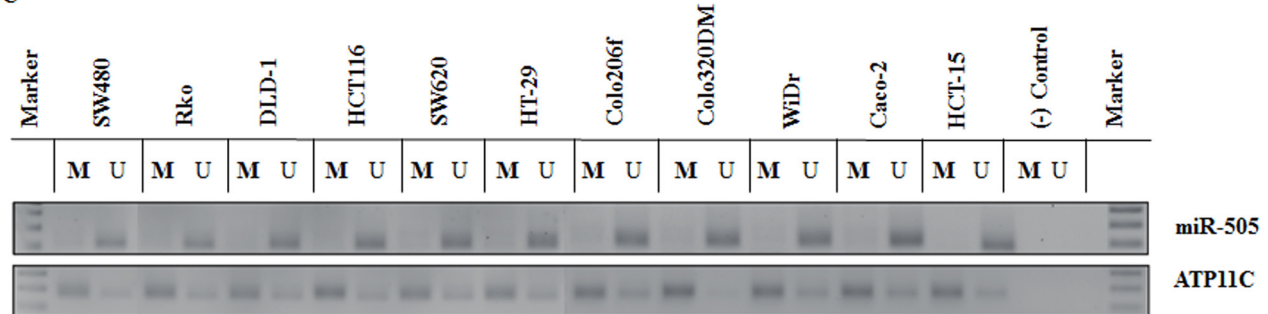 Marker SW480 Rko DLD-1 HCT116 SW620 HT-29 Colo206f Colo320DM WiDr Caco-2 HCT-15 (-) Control Marker
M U M U M U M U M U M U M U M U M U M U M U M U
miR-505
ATP11C